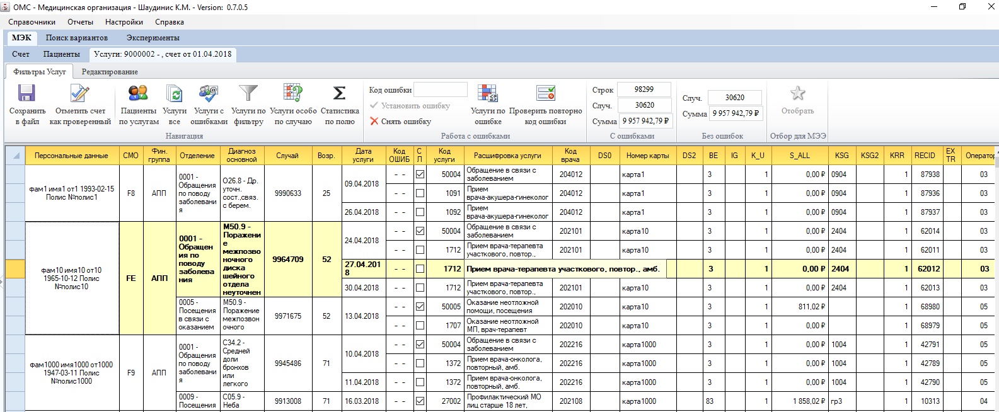 ОМС - Медицинская организация - Шаудинис К.М. - Version: 0.7.0.5
Справочники Отчеты Настройки Справка
МЭК Поиск вариантов Эксперименты
Счет Пациенты Услуги: 9000002 - , счет от 01.04.2018
Фильтры Услуг Редактирование
Сохранить в файл
Отметить счет как проверенный
Пациенты по услугам
Услуги все
Услуги с ошибками
Услуги по фильтру
Услуги особо по случаю
Статистика по полю
Навигация
Код ошибки
Установить ошибку
Снять ошибку
Услуги по ошибке
Проверить повторно код ошибки
Работа с ошибками
Строк 98299
Случ. 30620
Сумма 9 957 942,79 ₽
С ошибками
Случ. 30620
Сумма 9 957 942,79 ₽
Без ошибок
Отобрать
Отбор для МЭЭ
Персональные данные СМО Фин. группа Отделение Диагноз основной Случай Возр. Дата услуги Код ОШИБ СЛ Код услуги Расшифровка услуги Код врача DS0 Номер карты DS2 BE IG K_U S_ALL KSG KSG2 KRR RECID EXTR Оператор
фам1 имя1 от1 1993-02-15 Полис №полис1 F8 АПП 0001 - Обращения по поводу заболевания O26.8 - Др. уточн. сост.,связ. с берем. 9990633 25
09.04.2018 - - 50004 Обращение в связи с заболеванием 204012 карта1 3 1 0,00 ₽ 0904 1 87938 03
- - 1091 Прием врача-акушера-гинеколог 204012 карта1 3 1 0,00 ₽ 0904 1 87936 03
26.04.2018 - - 1092 Прием врача-акушера-гинеколог 204012 карта1 3 1 0,00 ₽ 0904 1 87937 03
фам10 имя10 от10 1965-10-12 Полис №полис10 FE АПП 0001 - Обращения по поводу заболевания M50.9 - Поражение межпозвоночного диска шейного отдела неуточнен 9964709 52
24.04.2018 - - 50004 Обращение в связи с заболеванием 202101 карта10 3 1 0,00 ₽ 2404 1 62014 03
- - 1712 Прием врача-терапевта участкового, повтор., 202101 карта10 3 1 0,00 ₽ 2404 1 62011 03
27.04.2018 - - 1712 Прием врача-терапевта участкового, повтор., амб. 3 1 0,00 ₽ 2404 1 62012 03
30.04.2018 - - 1712 Прием врача-терапевта участкового, повтор., 202101 карта10 3 1 0,00 ₽ 2404 1 62013 03
0005 - Посещения в связи с оказанием M50.9 - Поражение межпозвон очного 9971675 52
13.04.2018 - - 50005 Оказание неотложной помощи, посещения 202010 карта10 3 1 811,02 ₽ 1 68980 05
- - 1707 Оказание неотложной МП, врач-терапевт 202010 карта10 3 1 0,00 ₽ 1 68979 05
фам1000 имя1000 от1000 1947-03-11 Полис №полис1000 F9 АПП 0001 - Обращения по поводу заболевания C34.2 - Средней доли бронхов или легкого 9945486 71
10.04.2018 - - 50004 Обращение в связи с заболеванием 202216 карта1000 3 1 0,00 ₽ 1004 1 42791 05
- - 1372 Прием врача-онколога, повторный, амб. 202216 карта1000 3 1 0,00 ₽ 1004 1 42789 05
11.04.2018 - - 1372 Прием врача-онколога, повторный, амб. 202216 карта1000 3 1 0,00 ₽ 1004 1 42790 05
0009 - Посещения C05.9 - Неба 9913008 71 16.03.2018 - - 27002 Профилактический МО лиц старше 18 лет, 202108 карта1000 83 1 1 858,02 ₽ гр3 1 10313 04